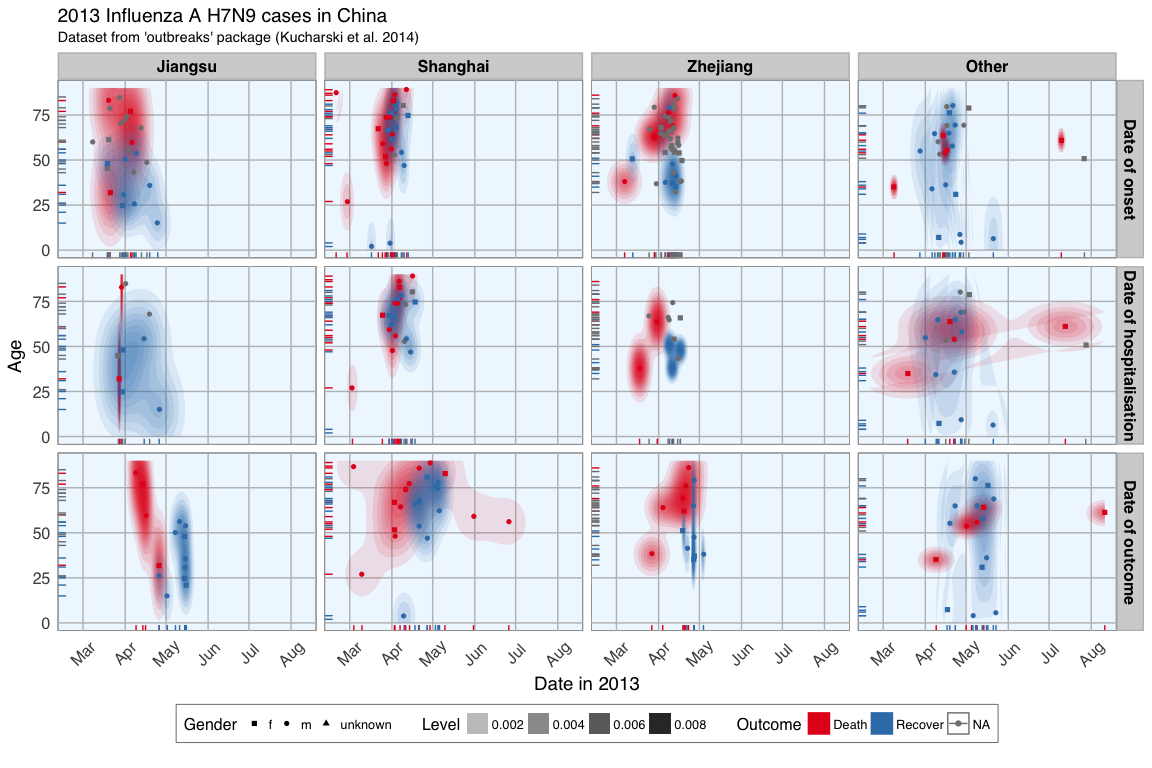 2013 Influenza A H7N9 cases in China
Dataset from 'outbreaks' package (Kucharski et al. 2014)
Jiangsu Shanghai Zhejiang Other
75
50
25
0
Date of onset
75
50
25
0
Date of hospitalisation
75
50
25
0
Date of outcome
Age
Mar Apr May Jun Jul Aug Mar Apr May Jun Jul Aug Mar Apr May Jun Jul Aug Mar Apr May Jun Jul Aug
Date in 2013
Gender f m unknown Level 0.002 0.004 0.006 0.008 Outcome Death Recover NA